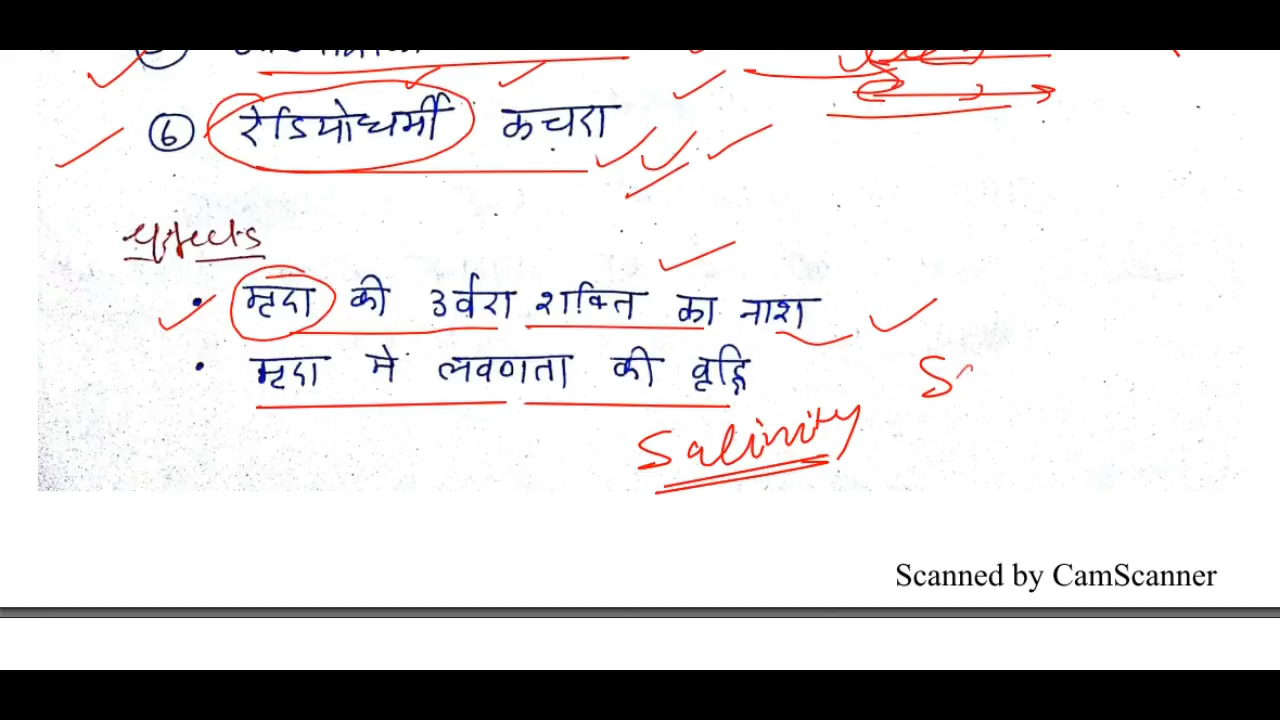 ⑥ रेडियोधर्मी कचरा
effects
• मृदा की उर्वरा शक्ति का नाश
• मृदा मे लवणता की वृद्धि
Salinity
S
Scanned by CamScanner